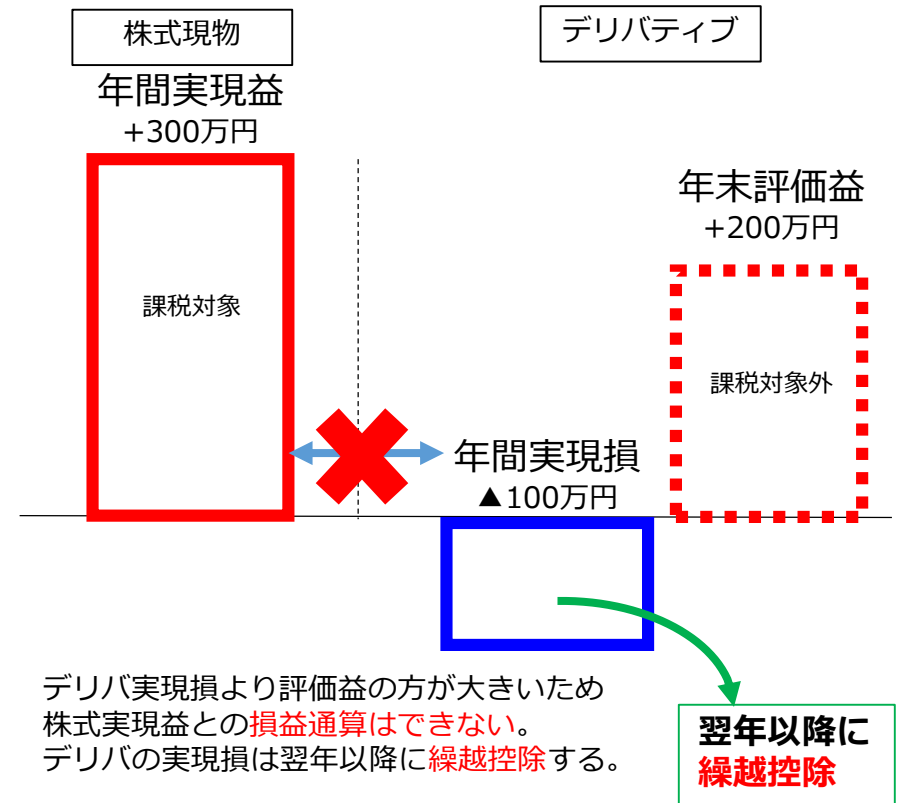 株式現物
デリバティブ
年間実現益
+300万円
年末評価益
+200万円
課税対象
課税対象外
年間実現損
▲100万円
デリバ実現損より評価益の方が大きいため
株式実現益との損益通算はできない。
デリバの実現損は翌年以降に繰越控除する。
翌年以降に
繰越控除